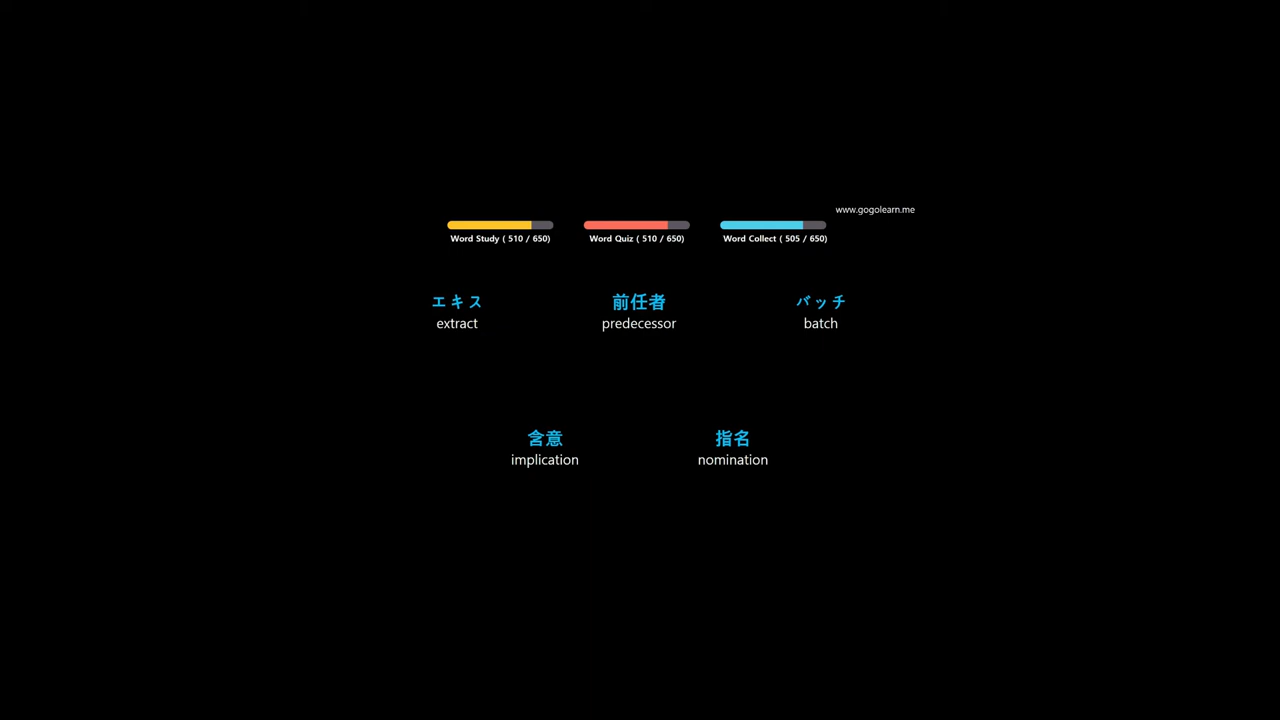 www.gogolearn.me
Word Study ( 510 / 650)
Word Quiz ( 510 / 650)
Word Collect ( 505 / 650)
エキス
extract
前任者
predecessor
バッチ
batch
含意
implication
指名
nomination